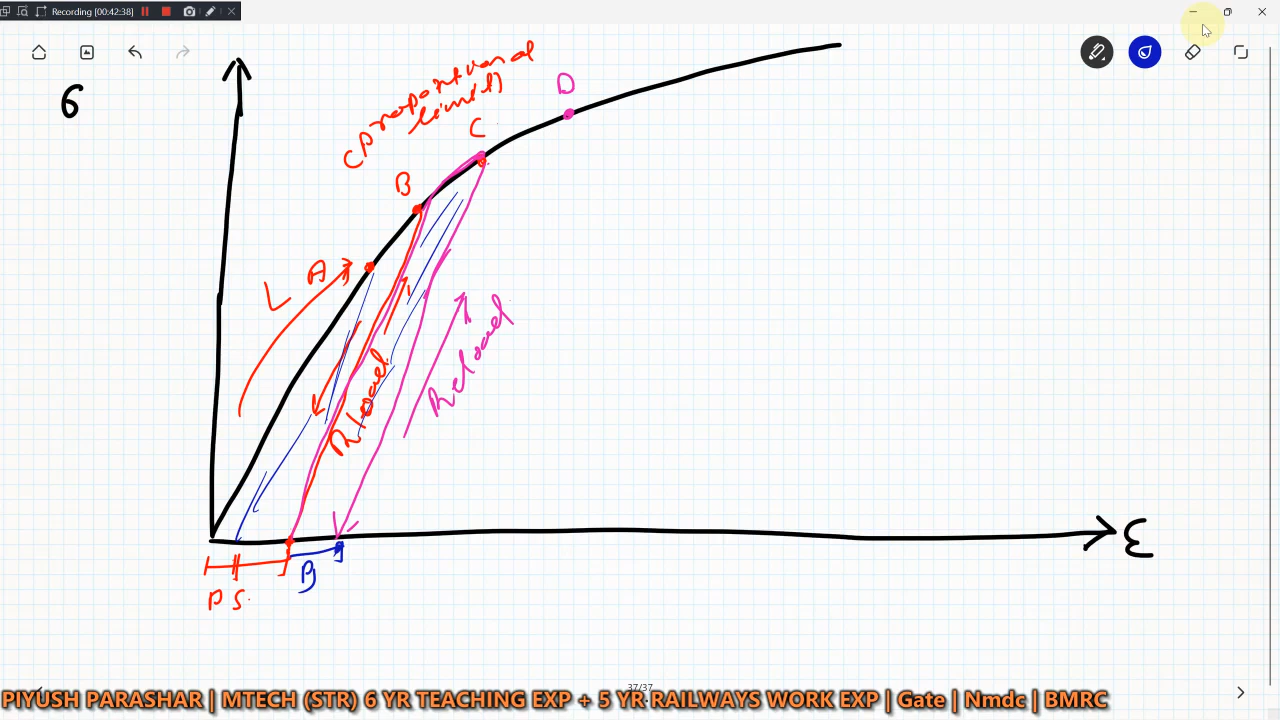 Recording [00:42:38]
6
(proportional
limit)
D
C
B
A
L
Reload
Reload
ε
B
P S.
37/37
PIYUSH PARASHAR | MTECH (STR) 6 YR TEACHING EXP + 5 YR RAILWAYS WORK EXP | Gate | Nmdc | BMRC